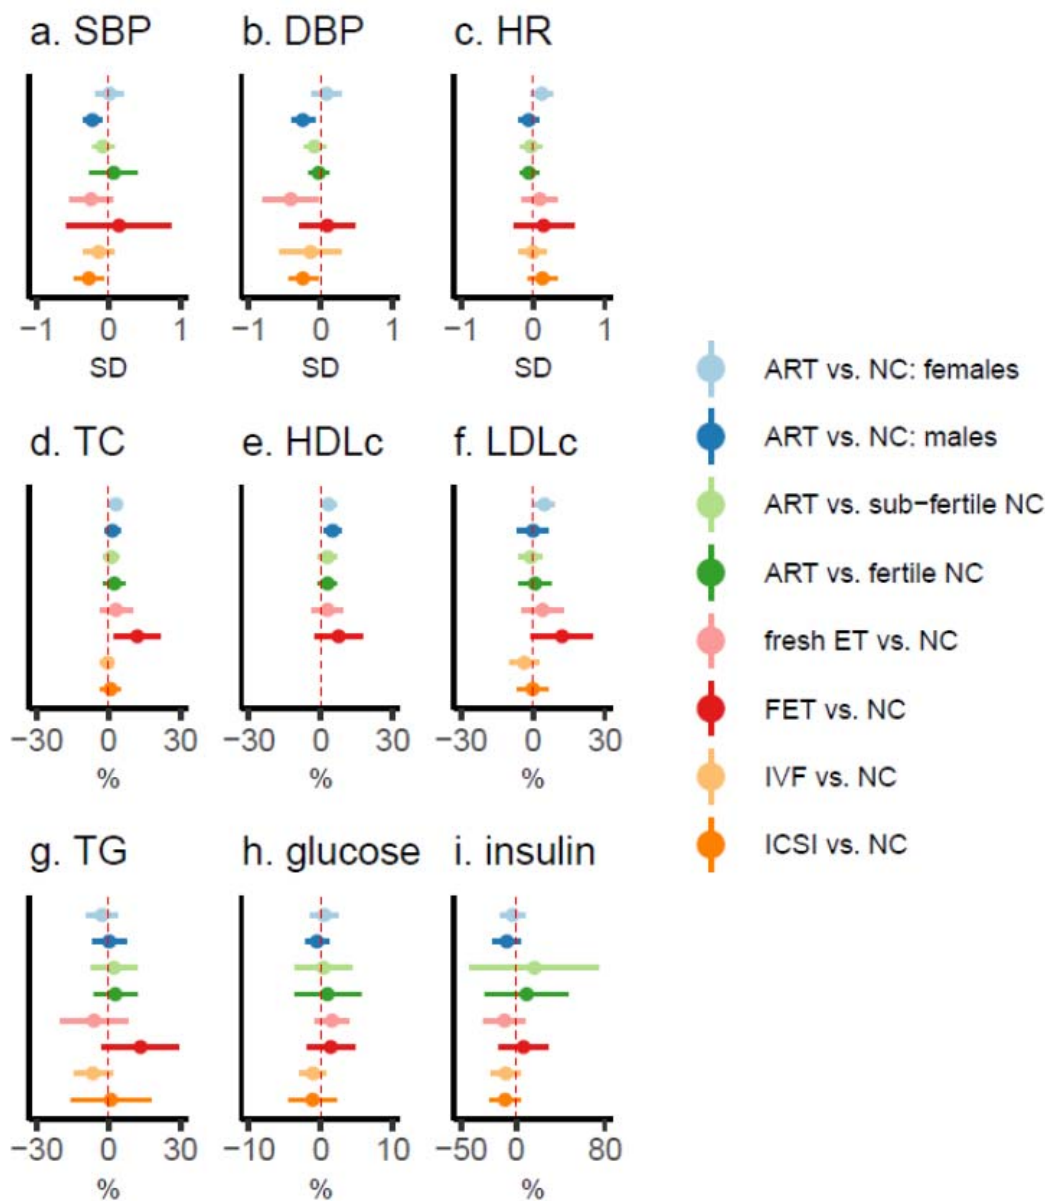 a. SBP b. DBP c. HR
−1 0 1 −1 0 1 −1 0 1
SD SD SD
d. TC e. HDLc f. LDLc
−30 0 30 −30 0 30 −30 0 30
% % %
g. TG h. glucose i. insulin
−30 0 30 −10 0 10 −50 0 80
% % %
ART vs. NC: females
ART vs. NC: males
ART vs. sub−fertile NC
ART vs. fertile NC
fresh ET vs. NC
FET vs. NC
IVF vs. NC
ICSI vs. NC